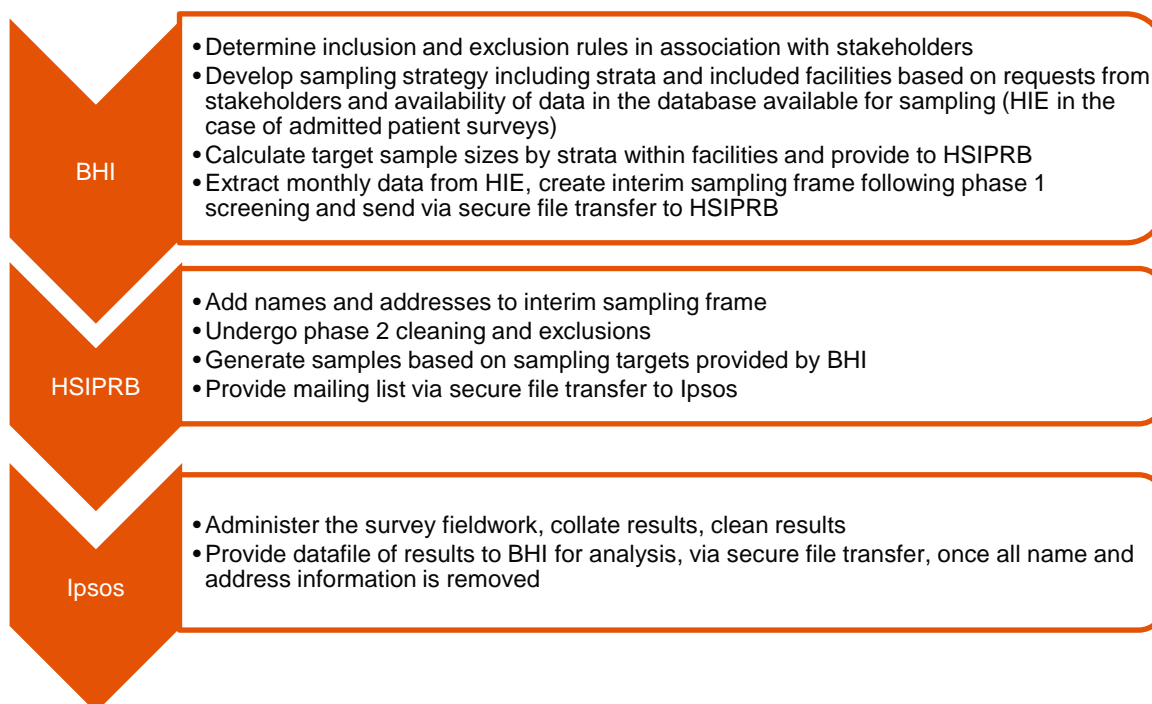 BHI
•Determine inclusion and exclusion rules in association with stakeholders
•Develop sampling strategy including strata and included facilities based on requests from
stakeholders and availability of data in the database available for sampling (HIE in the
case of admitted patient surveys)
•Calculate target sample sizes by strata within facilities and provide to HSIPRB
•Extract monthly data from HIE, create interim sampling frame following phase 1
screening and send via secure file transfer to HSIPRB
HSIPRB
•Add names and addresses to interim sampling frame
•Undergo phase 2 cleaning and exclusions
•Generate samples based on sampling targets provided by BHI
•Provide mailing list via secure file transfer to Ipsos
Ipsos
•Administer the survey fieldwork, collate results, clean results
•Provide datafile of results to BHI for analysis, via secure file transfer, once all name and
address information is removed